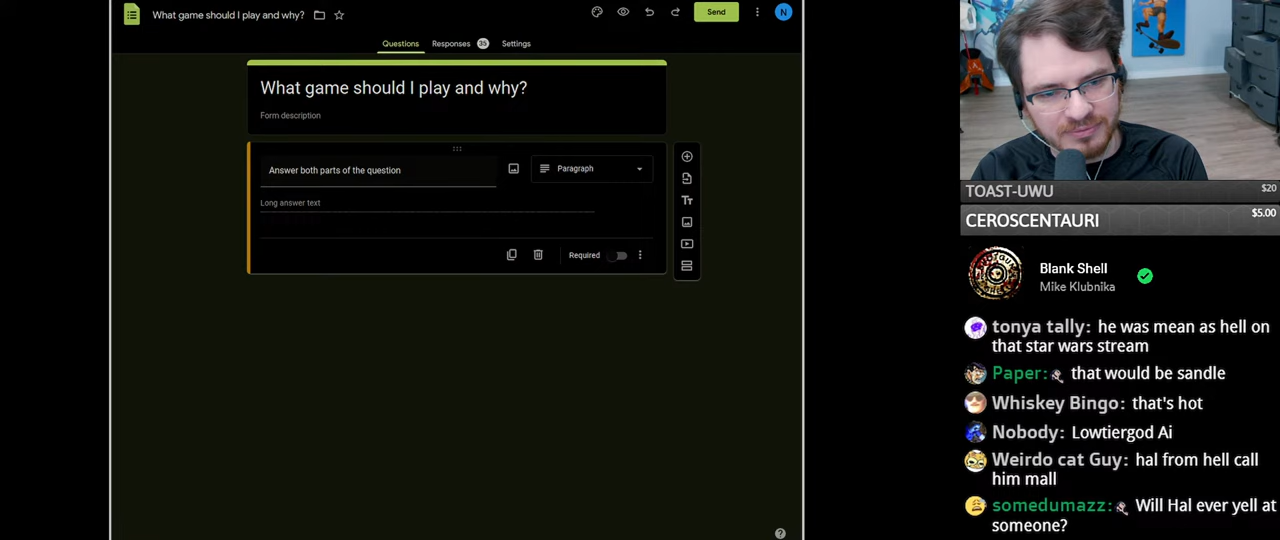 What game should I play and why?
Send
N
Questions
Responses
35
Settings
What game should I play and why?
Form description
Answer both parts of the question
Paragraph
Long answer text
Required
TOAST-UWU
$20
CEROSCENTAURI
$5.00
Blank Shell
Mike Klubnika
tonya tally: he was mean as hell on
that star wars stream
Paper: that would be sandle
Whiskey Bingo: that's hot
Nobody: Lowtiergod Ai
Weirdo cat Guy: hal from hell call
him mall
somedumazz: Will Hal ever yell at
someone?